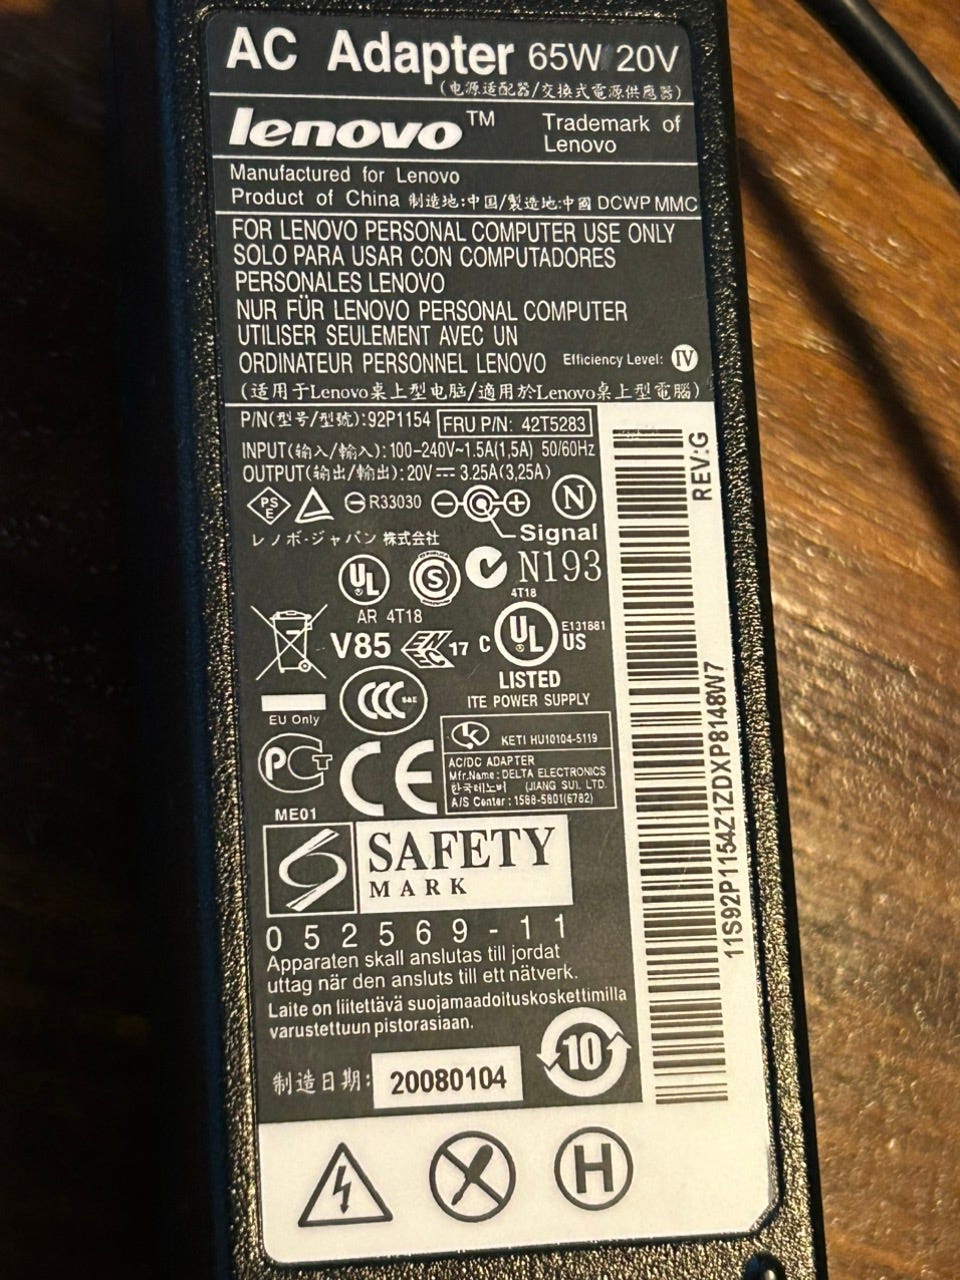 AC Adapter 65W 20V
(电源适配器/交換式電源供應器)
lenovo™ Trademark of
Lenovo
Manufactured for Lenovo
Product of China 制造地:中国/製造地:中國 DCWP MMC
FOR LENOVO PERSONAL COMPUTER USE ONLY
SOLO PARA USAR CON COMPUTADORES
PERSONALES LENOVO
NUR FÜR LENOVO PERSONAL COMPUTER
UTILISER SEULEMENT AVEC UN
ORDINATEUR PERSONNEL LENOVO Efficiency Level: IV
(适用于Lenovo桌上型电脑/適用於Lenovo桌上型電腦)
P/N(型号/型號):92P1154 FRU P/N: 42T5283
INPUT(输入/輸入): 100-240V~1.5A(1,5A) 50/60Hz
OUTPUT(输出/輸出): 20V⎓3.25A(3,25A)
PS
E
R33030 − + N
Signal
レノボ・ジャパン 株式会社
UL S N193
AR 4T18 4T18
V85 17 C UL US
E131881
LISTED
ITE POWER SUPPLY
EU Only
CCC S&E
KETI HU10104-5119
AC/DC ADAPTER
Mfr.Name: DELTA ELECTRONICS
한국레노버 (JIANG SU). LTD.
A/S Center: 1588-5801(6782)
PCT CE
ME01
SAFETY
MARK
052569-11
Apparaten skall anslutas till jordat
uttag när den ansluts till ett nätverk.
Laite on liitettävä suojamaadoituskoskettimilla
varustettuun pistorasiaan.
制造日期: 20080104
10
H
REV:G
11S92P1154Z1ZDXP8148W7